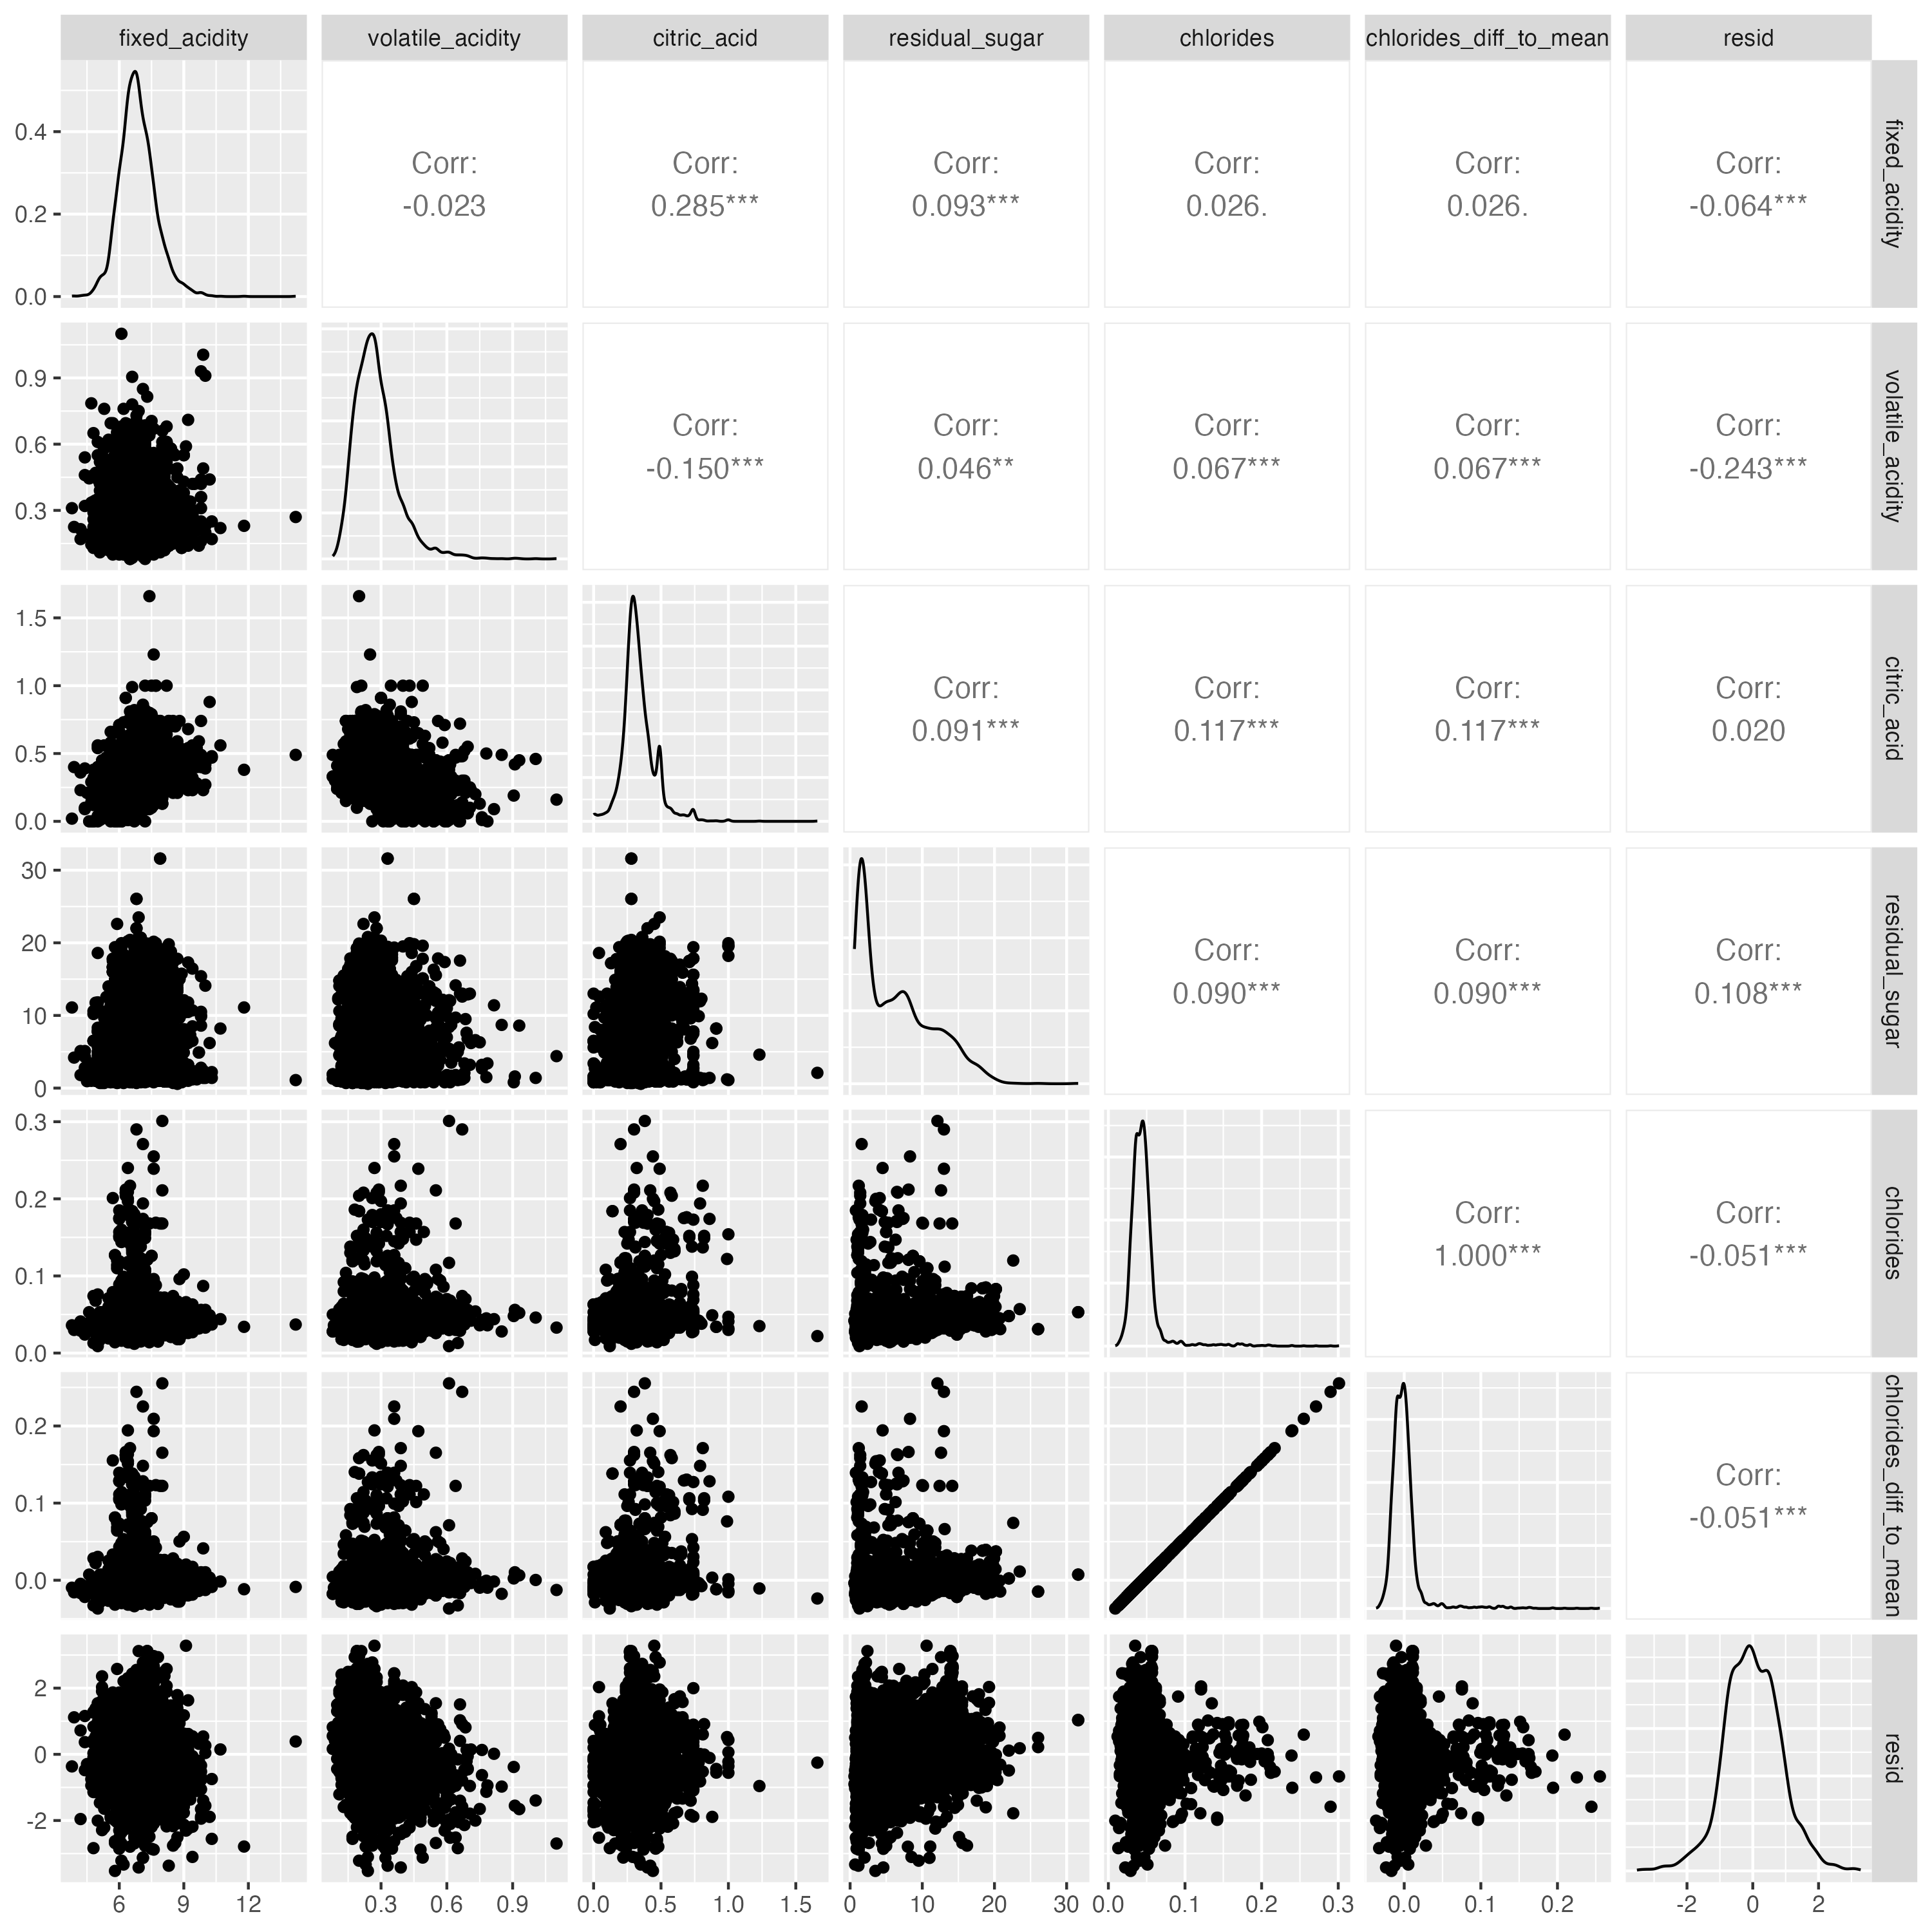 fixed_acidity volatile_acidity citric_acid residual_sugar chlorides chlorides_diff_to_mean resid
0.4
0.2
0.0
Corr: Corr: Corr: Corr: Corr: Corr:
-0.023 0.285*** 0.093*** 0.026. 0.026. -0.064***
fixed_acidity
0.9
0.6
0.3
Corr: Corr: Corr: Corr: Corr:
-0.150*** 0.046** 0.067*** 0.067*** -0.243***
volatile_acidity
1.5
1.0
0.5
0.0
Corr: Corr: Corr: Corr:
0.091*** 0.117*** 0.117*** 0.020
citric_acid
30
20
10
0
Corr: Corr: Corr:
0.090*** 0.090*** 0.108***
residual_sugar
0.3
0.2
0.1
0.0
Corr: Corr:
1.000*** -0.051***
chlorides
0.2
0.1
0.0
Corr:
-0.051***
chlorides_diff_to_mean
2
0
-2
resid
6 9 12 0.3 0.6 0.9 0.0 0.5 1.0 1.5 0 10 20 30 0.0 0.1 0.2 0.3 0.0 0.1 0.2 -2 0 2